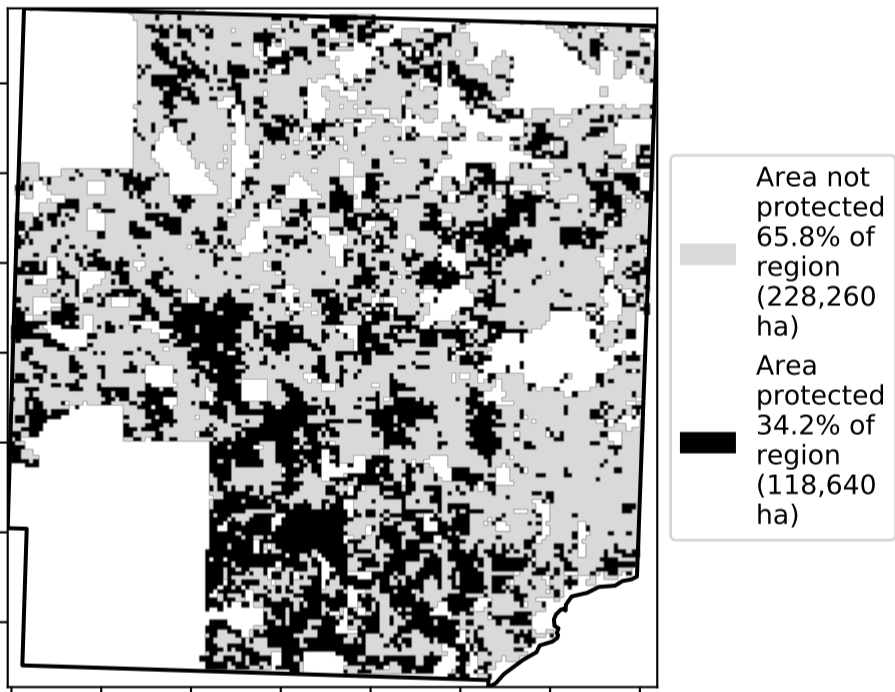 Area not
protected
65.8% of
region
(228,260
ha)
Area
protected
34.2% of
region
(118,640
ha)